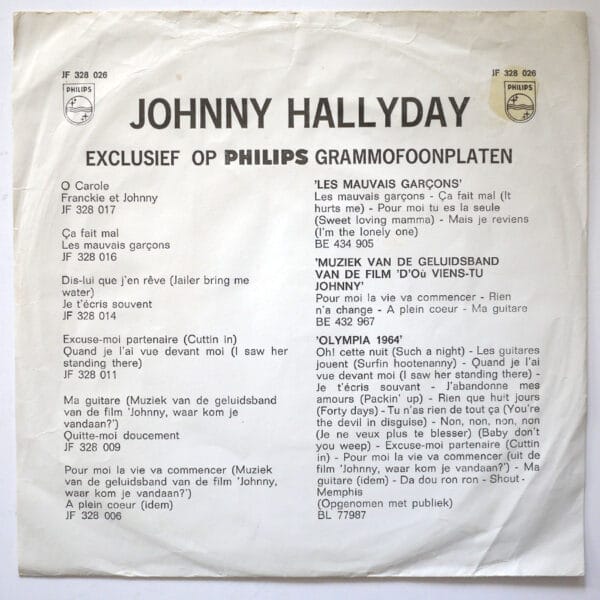 JF 328 026
JF 328 026
PHILIPS
PHILIPS
JOHNNY HALLYDAY
EXCLUSIEF OP PHILIPS GRAMMOFOONPLATEN
O Carole
Franckie et Johnny
JF 328 017
Ça fait mal
Les mauvais garçons
JF 328 016
Dis-lui que j'en rêve (Jailer bring me
water)
Je t'écris souvent
JF 328 014
Excuse-moi partenaire (Cuttin in)
Quand je l'ai vue devant moi (I saw her
standing there)
JF 328 011
Ma guitare (Muziek van de geluidsband
van de film 'Johnny, waar kom je
vandaan?')
Quitte-moi doucement
JF 328 009
Pour moi la vie va commencer (Muziek
van de geluidsband van de film 'Johnny,
waar kom je vandaan?')
A plein coeur (idem)
JF 328 006
'LES MAUVAIS GARÇONS'
Les mauvais garçons - Ça fait mal (It
hurts me) - Pour moi tu es la seule
(Sweet loving mamma) - Mais je reviens
(I'm the lonely one)
BE 434 905
'MUZIEK VAN DE GELUIDSBAND
VAN DE FILM 'D'Où VIENS-TU
JOHNNY'
Pour moi la vie va commencer - Rien
n'a change - A plein coeur - Ma guitare
BE 432 967
'OLYMPIA 1964'
Oh! cette nuit (Such a night) - Les guitares
jouent (Surfin hootenanny) - Quand je l'ai
vue devant moi (I saw her standing there) -
Je t'écris souvant - J'abandonne mes
amours (Packin' up) - Rien que huit jours
(Forty days) - Tu n'as rien de tout ça (You're
the devil in disguise) - Non, non, non, non
(Je ne veux plus te blesser) (Baby don't
you weep) - Excuse-moi partenaire (Cuttin
in) - Pour moi la vie va commencer (uit de
film 'Johnny, waar kom je vandaan?') - Ma
guitare (idem) - Da dou ron ron - Shout -
Memphis
(Opgenomen met publiek)
BL 77987